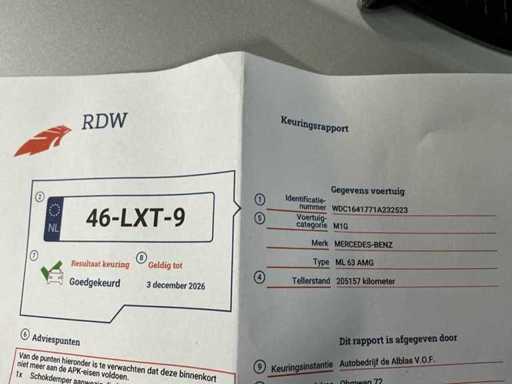 RDW
Keuringsrapport
2
NL
46-LXT-9
7
Resultaat keuring
Goedgekeurd
8
Geldig tot
3 december 2026
6 Adviespunten
Van de punten hieronder is te verwachten dat deze binnenkort
niet meer aan de APK-eisen voldoen.
1x Schokdemper
Gegevens voertuig
1 Identificatie-
nummer WDC1641771A232523
5 Voertuig-
categorie M1G
Merk MERCEDES-BENZ
Type ML 63 AMG
4 Tellerstand 205157 kilometer
Dit rapport is afgegeven door
9 Keuringsinstantie Autobedrijf de Alblas V.O.F.